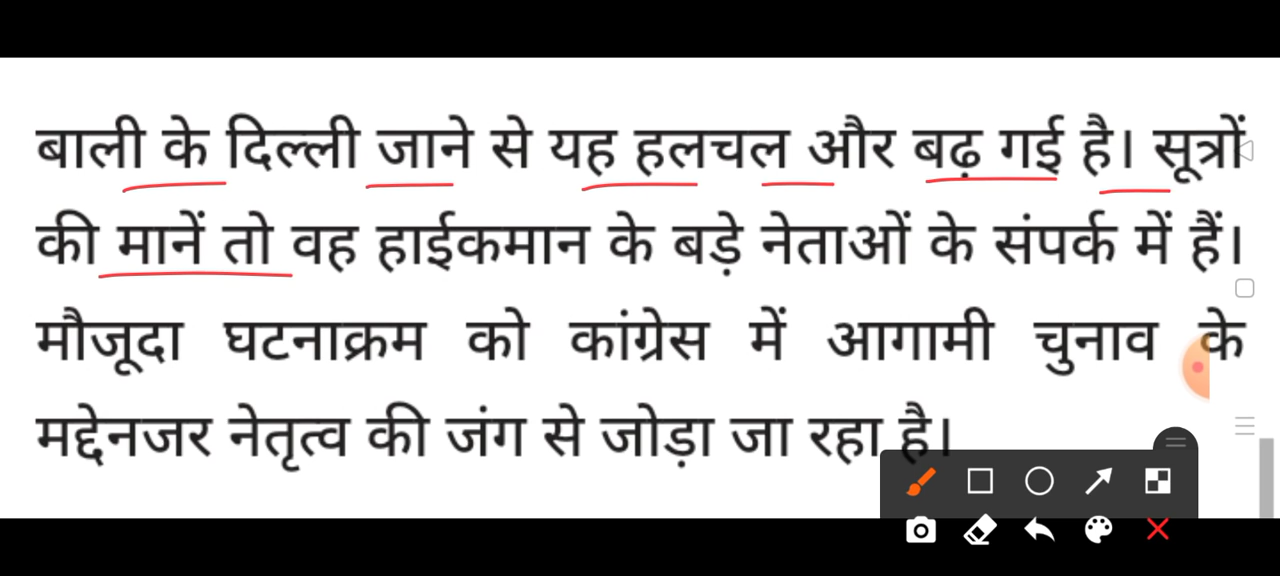 बाली के दिल्ली जाने से यह हलचल और बढ़ गई है। सूत्रों
की मानें तो वह हाईकमान के बड़े नेताओं के संपर्क में हैं।
मौजूदा घटनाक्रम को कांग्रेस में आगामी चुनाव के
मद्देनजर नेतृत्व की जंग से जोड़ा जा रहा है।